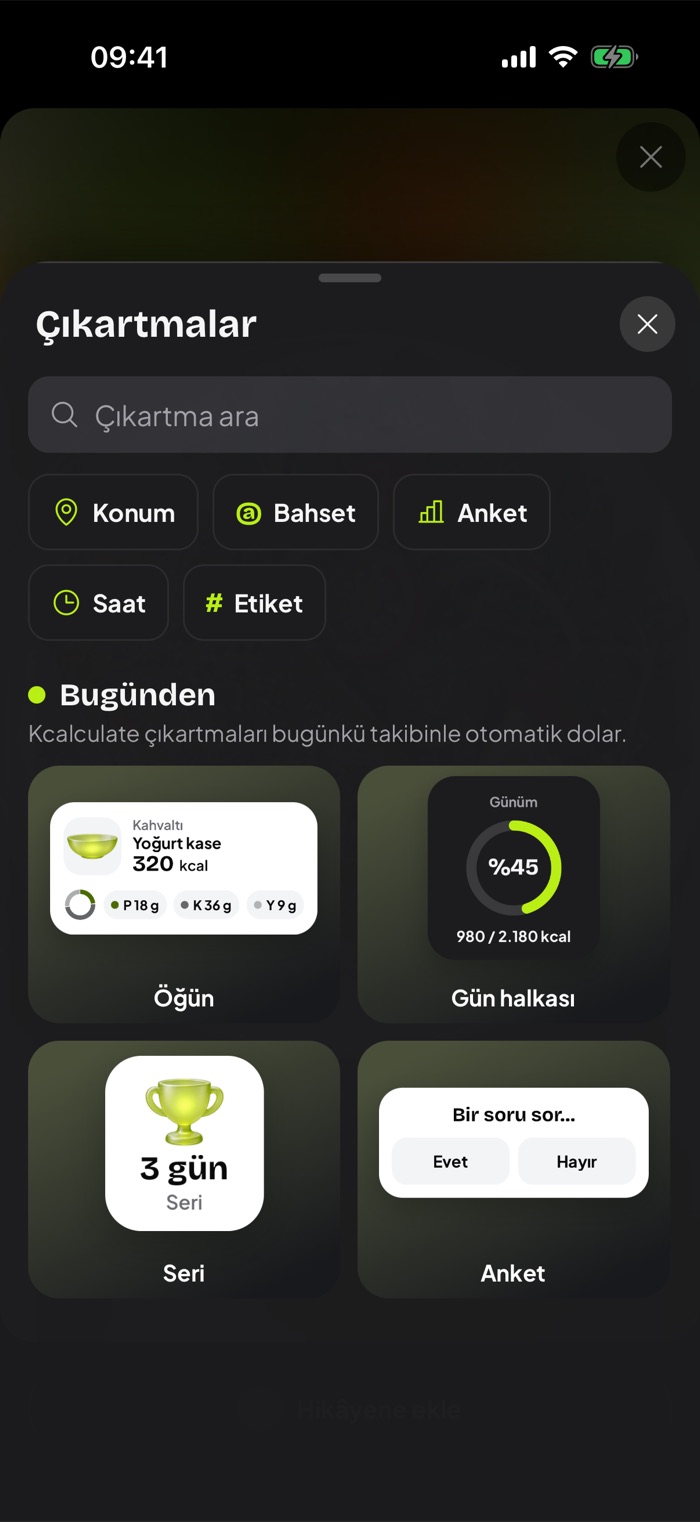 09:41
Çıkartmalar
Çıkartma ara
Konum
@ Bahset
Anket
Saat
# Etiket
Bugünden
Kcalculate çıkartmaları bugünkü takibinle otomatik dolar.
Kahvaltı
Yoğurt kase
320 kcal
P 18 g
K 36 g
Y 9 g
Öğün
Günüm
%45
980 / 2.180 kcal
Gün halkası
3 gün
Seri
Seri
Bir soru sor...
Evet
Hayır
Anket